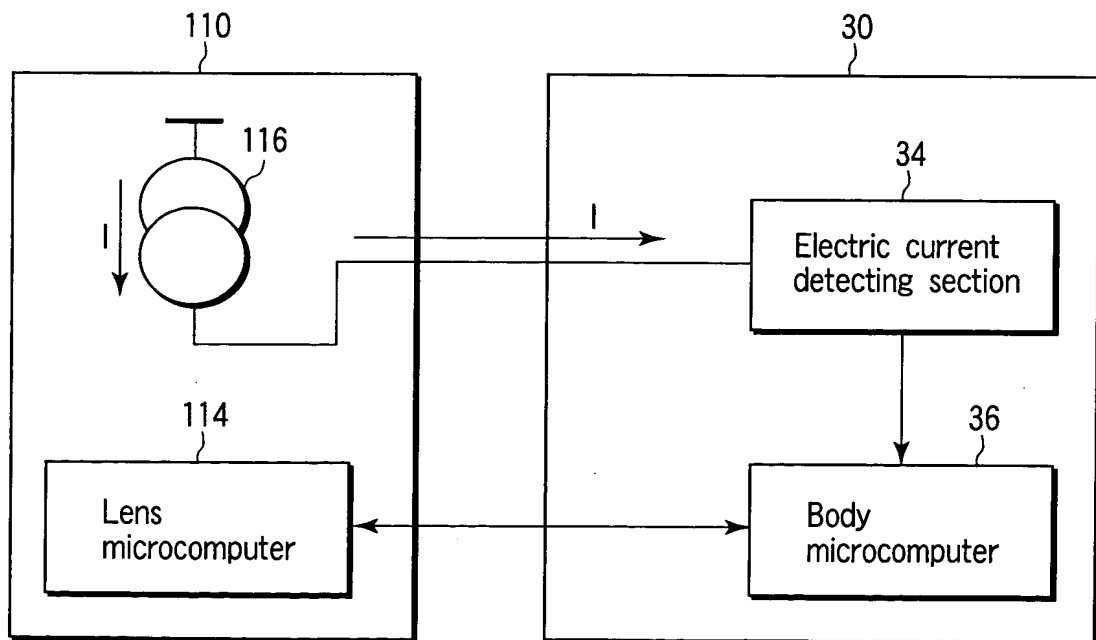 110
30
116
I
I
34
Electric current
detecting section
114
Lens
microcomputer
36
Body
microcomputer